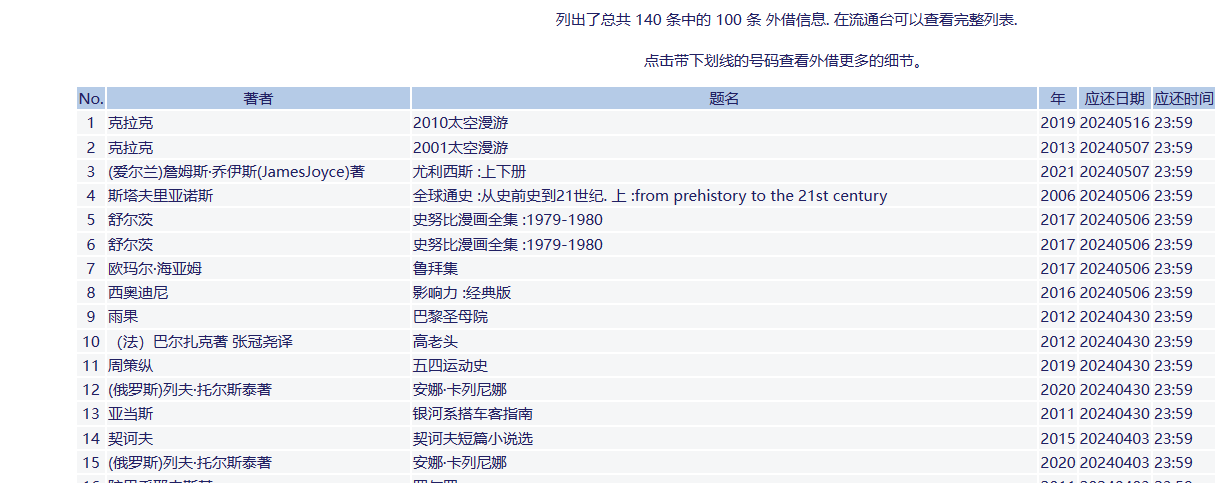 列出了总共 140 条中的 100 条 外借信息. 在流通台可以查看完整列表.
点击带下划线的号码查看外借更多的细节。
No. 著者 题名 年 应还日期 应还时间
1 克拉克 2010太空漫游 2019 20240516 23:59
2 克拉克 2001太空漫游 2013 20240507 23:59
3 (爱尔兰)詹姆斯·乔伊斯(JamesJoyce)著 尤利西斯 :上下册 2021 20240507 23:59
4 斯塔夫里亚诺斯 全球通史 :从史前史到21世纪. 上 :from prehistory to the 21st century 2006 20240506 23:59
5 舒尔茨 史努比漫画全集 :1979-1980 2017 20240506 23:59
6 舒尔茨 史努比漫画全集 :1979-1980 2017 20240506 23:59
7 欧玛尔·海亚姆 鲁拜集 2017 20240506 23:59
8 西奥迪尼 影响力 :经典版 2016 20240506 23:59
9 雨果 巴黎圣母院 2012 20240430 23:59
10 （法）巴尔扎克著 张冠尧译 高老头 2012 20240430 23:59
11 周策纵 五四运动史 2019 20240430 23:59
12 (俄罗斯)列夫·托尔斯泰著 安娜·卡列尼娜 2020 20240430 23:59
13 亚当斯 银河系搭车客指南 2011 20240430 23:59
14 契诃夫 契诃夫短篇小说选 2015 20240403 23:59
15 (俄罗斯)列夫·托尔斯泰著 安娜·卡列尼娜 2020 20240403 23:59